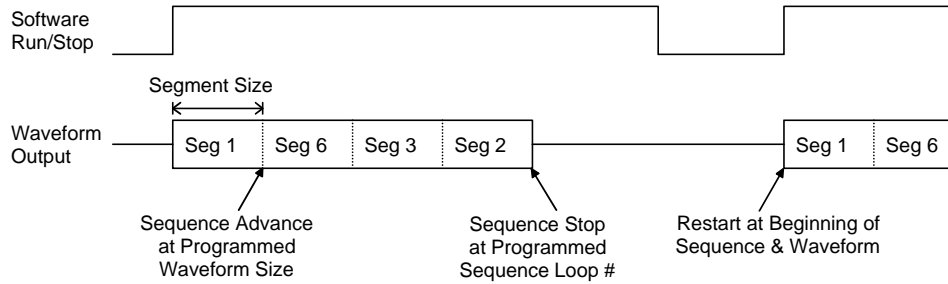 Software
Run/Stop
Segment Size
Waveform
Output
Seg 1
Seg 6
Seg 3
Seg 2
Seg 1
Seg 6
Sequence Advance
at Programmed
Waveform Size
Sequence Stop
at Programmed
Sequence Loop #
Restart at Beginning of
Sequence & Waveform